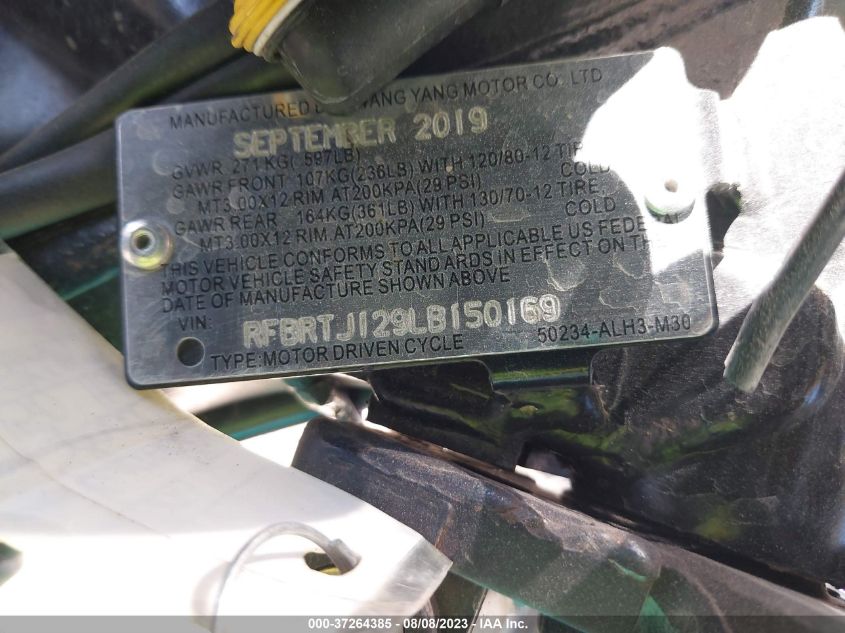 MANUFACTURED WANG YANG MOTOR CO. LTD
SEPTEMBER 2019
GVWR 271 KG( 597LB)
GAWR FRONT 107KG(236LB) WITH 120/80-12 TIRE,
MT3.00X12 RIM AT200KPA(29 PSI) COLD
GAWR REAR 164KG(361LB) WITH 130/70-12 TIRE,
MT3.00X12 RIM AT200KPA(29 PSI) COLD
THIS VEHICLE CONFORMS TO ALL APPLICABLE US FEDE
MOTOR VEHICLE SAFETY STANDARDS IN EFFECT ON TH
DATE OF MANUFACTURE SHOWN ABOVE
VIN:
RFBRTJ129LB150169
50234-ALH3-M30
TYPE:MOTOR DRIVEN CYCLE
000-37264385 - 08/08/2023 - IAA Inc.